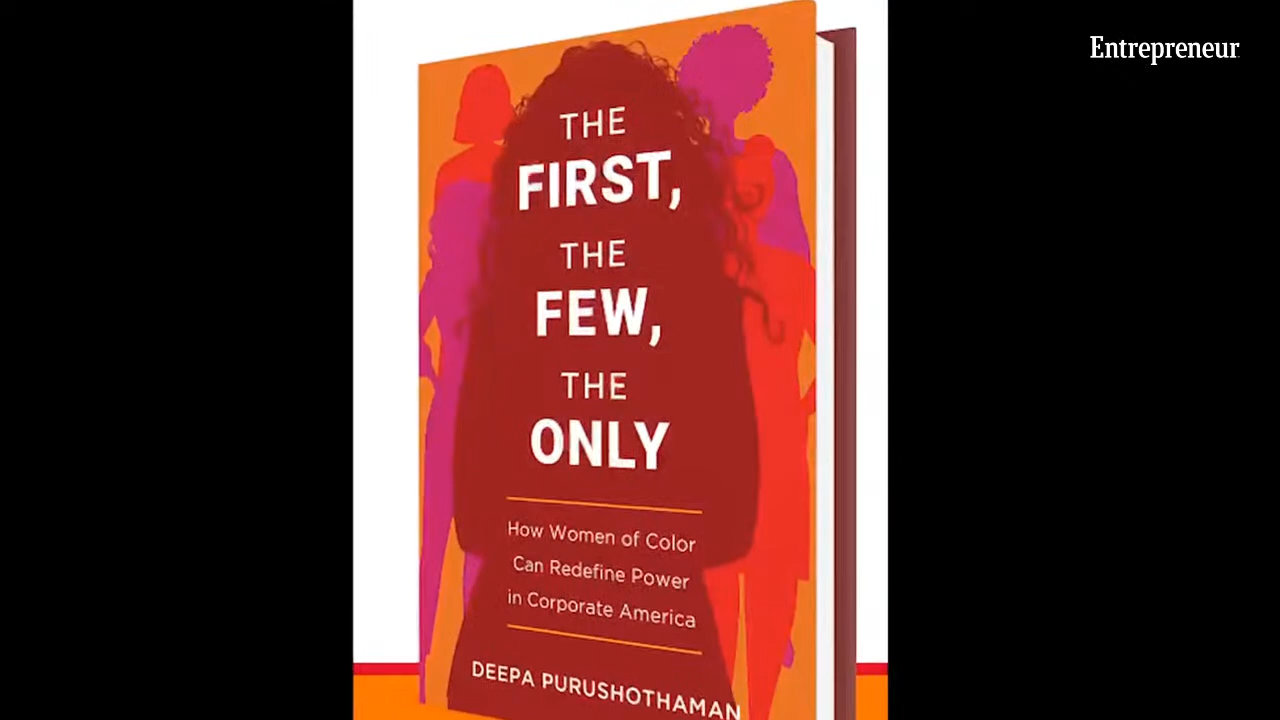 Entrepreneur
THE
FIRST,
THE
FEW,
THE
ONLY
How Women of Color
Can Redefine Power
in Corporate America
DEEPA PURUSHOTHAMAN